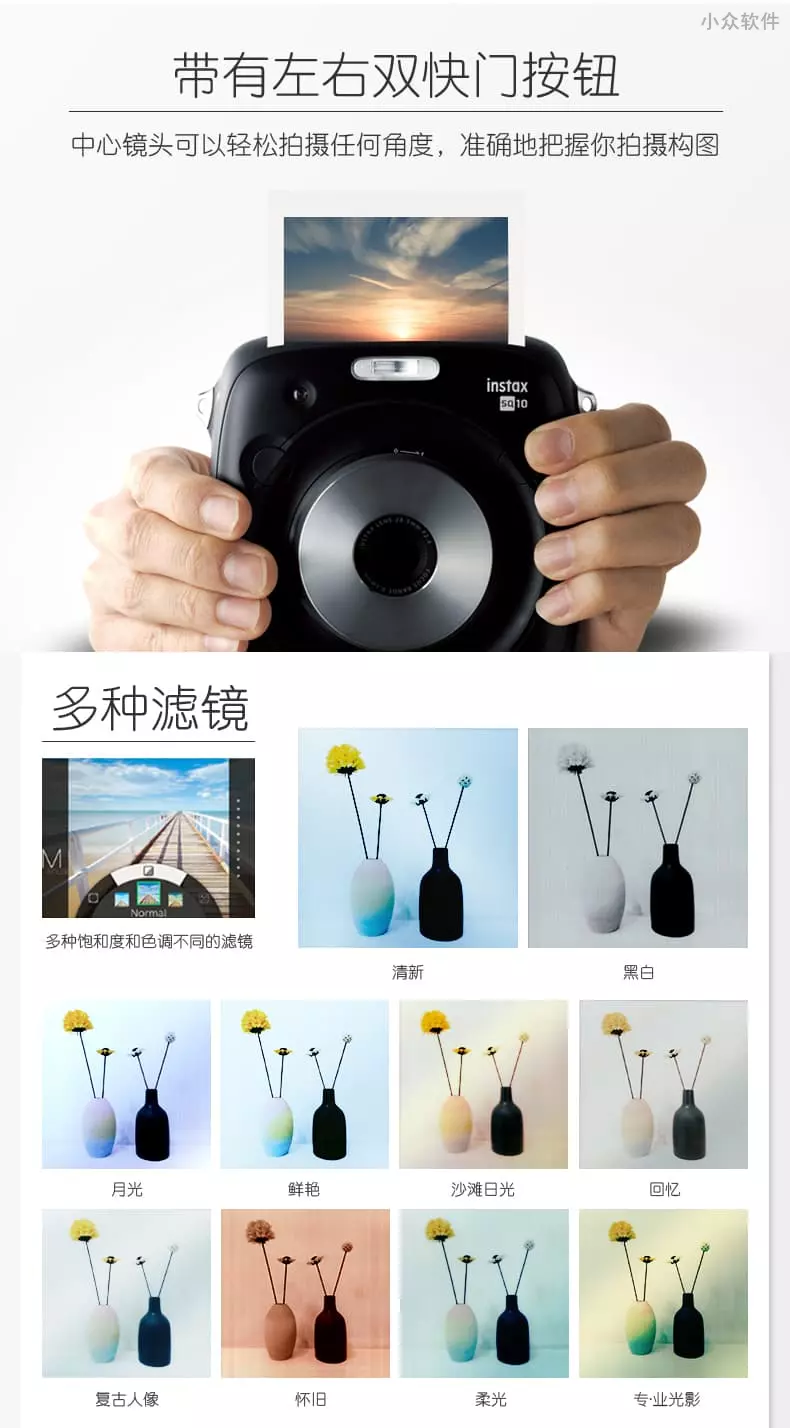 小众软件
带有左右双快门按钮
中心镜头可以轻松拍摄任何角度，准确地把握你拍摄构图
instax
SQ10
多种滤镜
M
Normal
多种饱和度和色调不同的滤镜
清新
黑白
月光
鲜艳
沙滩日光
回忆
复古人像
怀旧
柔光
专·业光影